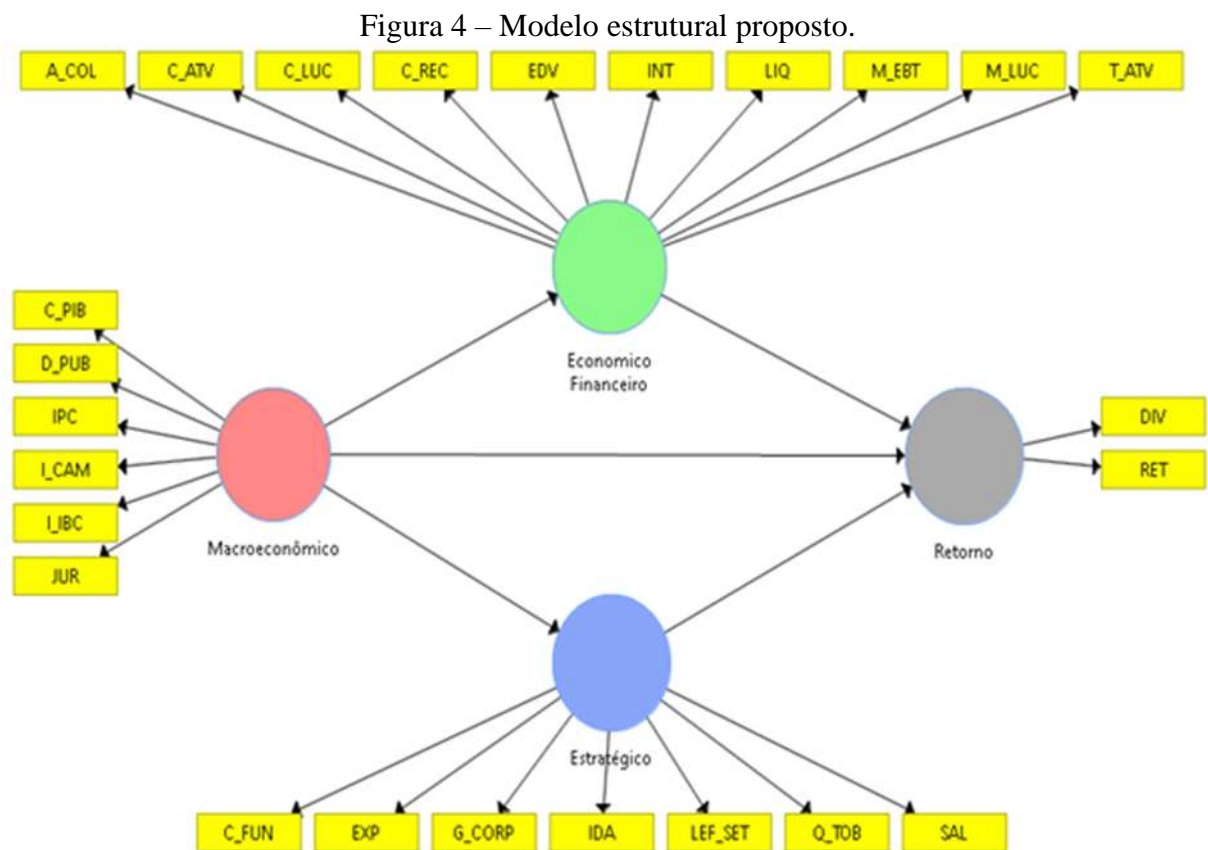 Figura 4 – Modelo estrutural proposto.
A_COL C_ATV C_LUC C_REC EDV INT LIQ M_EBT M_LUC T_ATV
C_PIB
D_PUB
IPC
I_CAM
I_IBC
JUR
Macroeconômico
Economico
Financeiro
DIV
RET
Retorno
Estratégico
C_FUN EXP G_CORP IDA LEF_SET Q_TOB SAL